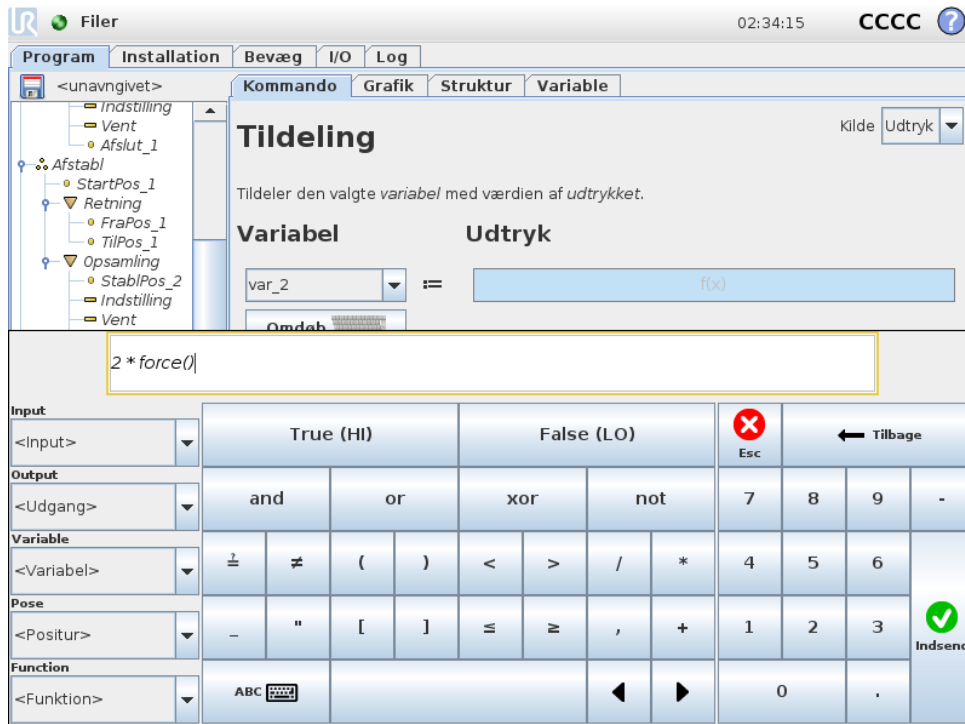 UR Filer 02:34:15 CCCC ?
Program Installation Bevæg I/O Log
<unavngivet>
Kommando Grafik Struktur Variable
Indstilling
Vent
Afslut_1
Afstabl
StartPos_1
Retning
FraPos_1
TilPos_1
Opsamling
StablPos_2
Indstilling
Vent
Tildeling
Kilde Udtryk
Tildeler den valgte variabel med værdien af udtrykket.
Variabel Udtryk
var_2 := f(x)
Omdøb
2 * force()
Input
<Input>
True (HI) False (LO) Esc Tilbage
Output
<Udgang>
and or xor not 7 8 9 -
Variable
<Variabel>
≟ ≠ ( ) < > / * 4 5 6
Pose
<Positur>
_ " [ ] ≤ ≥ , + 1 2 3
Indsend
Function
<Funktion>
ABC 0 .